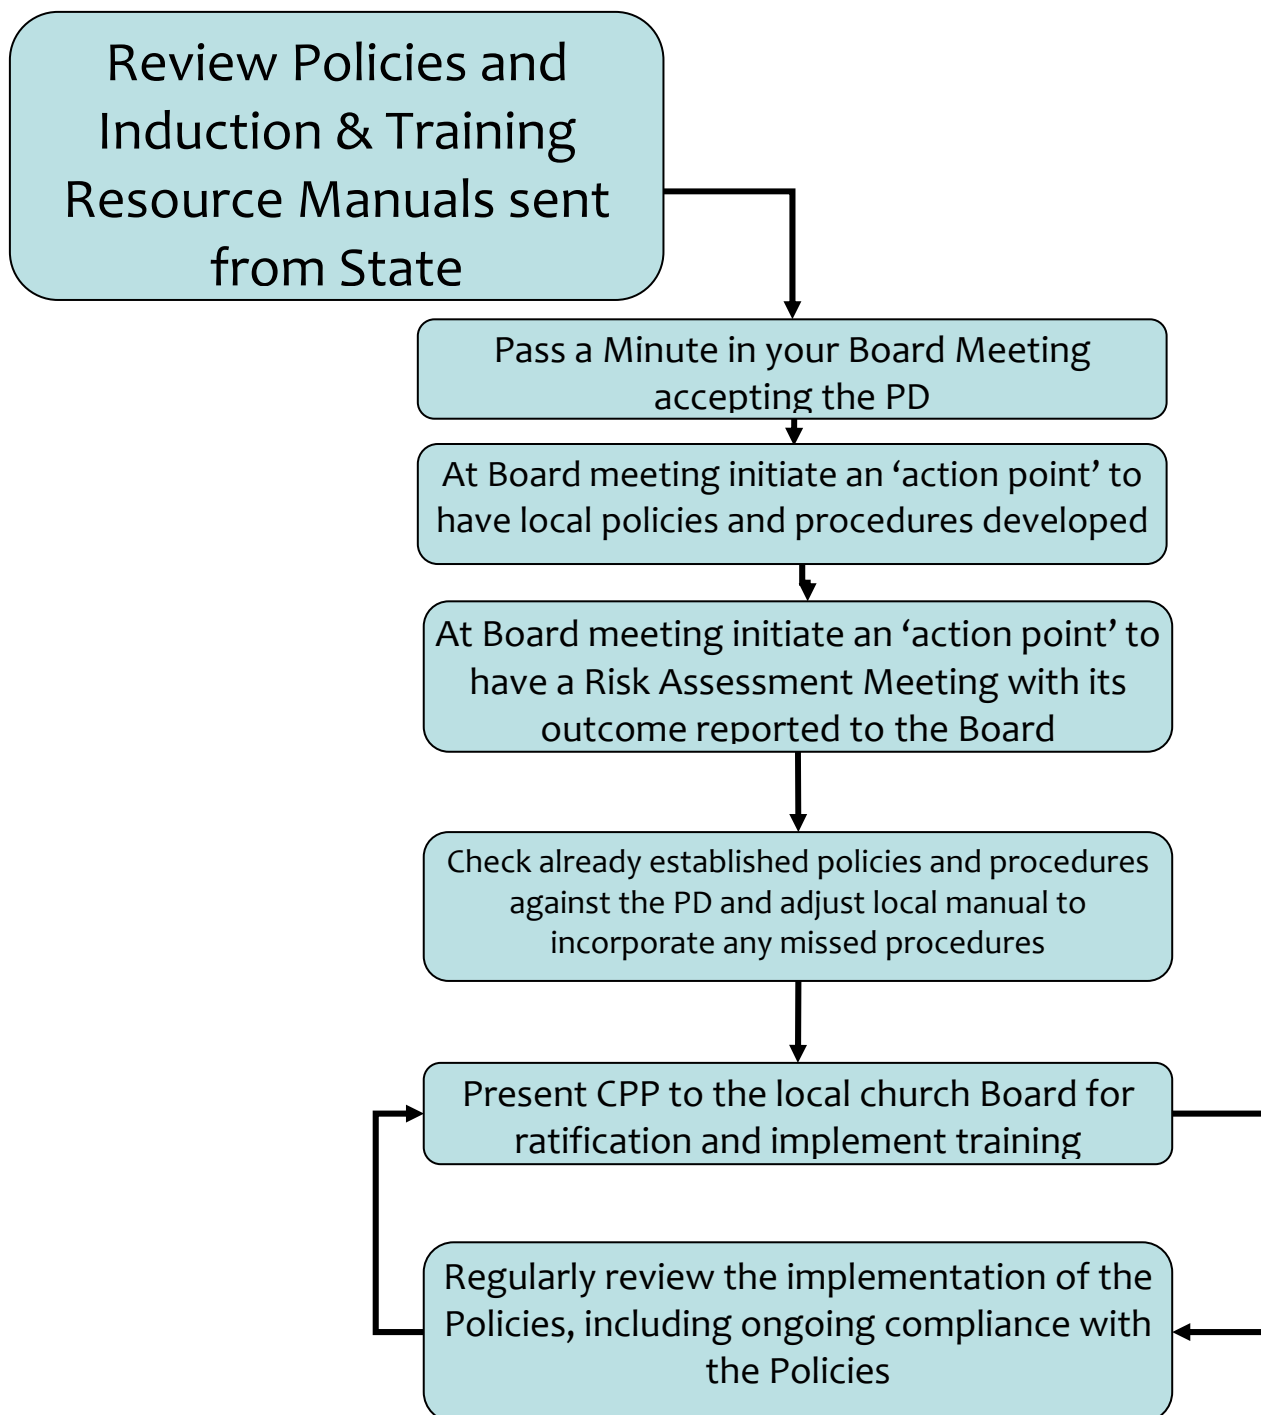 Review Policies and
Induction & Training
Resource Manuals sent
from State
Pass a Minute in your Board Meeting
accepting the PD
At Board meeting initiate an ‘action point’ to
have local policies and procedures developed
At Board meeting initiate an ‘action point’ to
have a Risk Assessment Meeting with its
outcome reported to the Board
Check already established policies and procedures
against the PD and adjust local manual to
incorporate any missed procedures
Present CPP to the local church Board for
ratification and implement training
Regularly review the implementation of the
Policies, including ongoing compliance with
the Policies